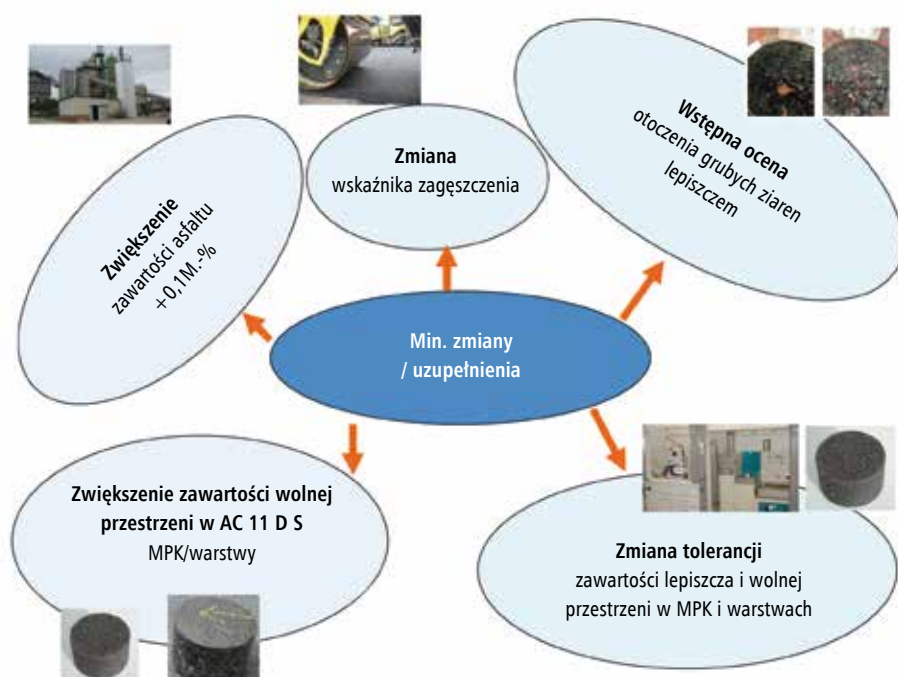 Zwiększenie
zawartości asfaltu
+0,1M.-%
Zmiana
wskaźnika zagęszczenia
Wstępna ocena
otoczenia grubych ziaren
lepiszczem
Min. zmiany
/ uzupełnienia
Zwiększenie zawartości wolnej
przestrzeni w AC 11 D S
MPK/warstwy
Zmiana tolerancji
zawartości lepiszcza i wolnej
przestrzeni w MPK i warstwach